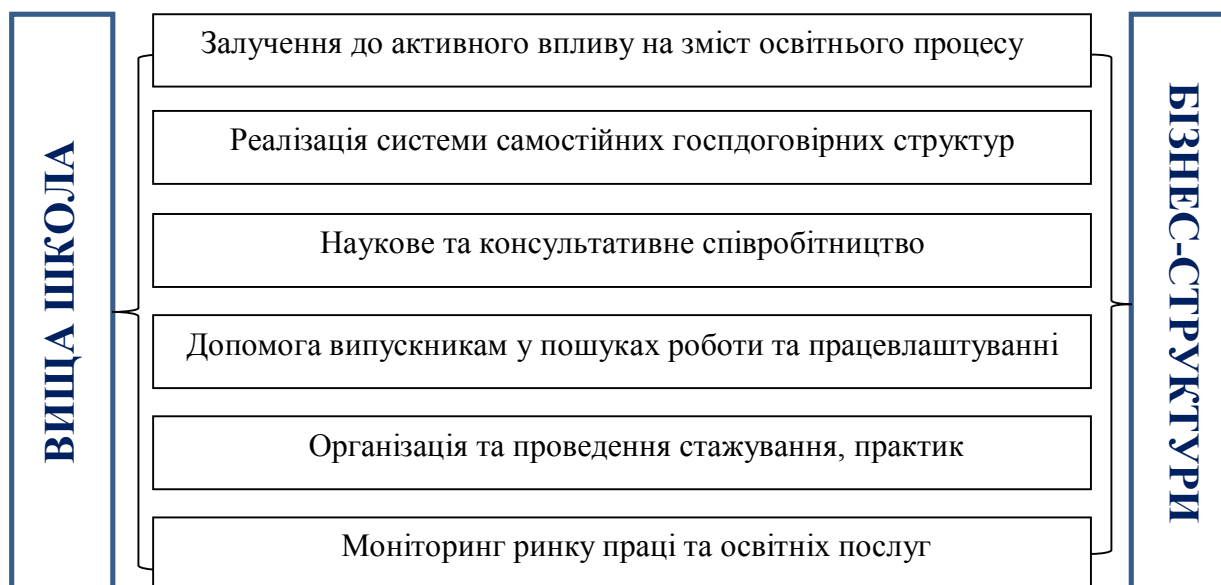 ВИЩА ШКОЛА
Залучення до активного впливу на зміст освітнього процесу
Реалізація системи самостійних госпдоговірних структур
Наукове та консультативне співробітництво
Допомога випускникам у пошуках роботи та працевлаштуванні
Організація та проведення стажування, практик
Моніторинг ринку праці та освітніх послуг
БІЗНЕС-СТРУКТУРИ